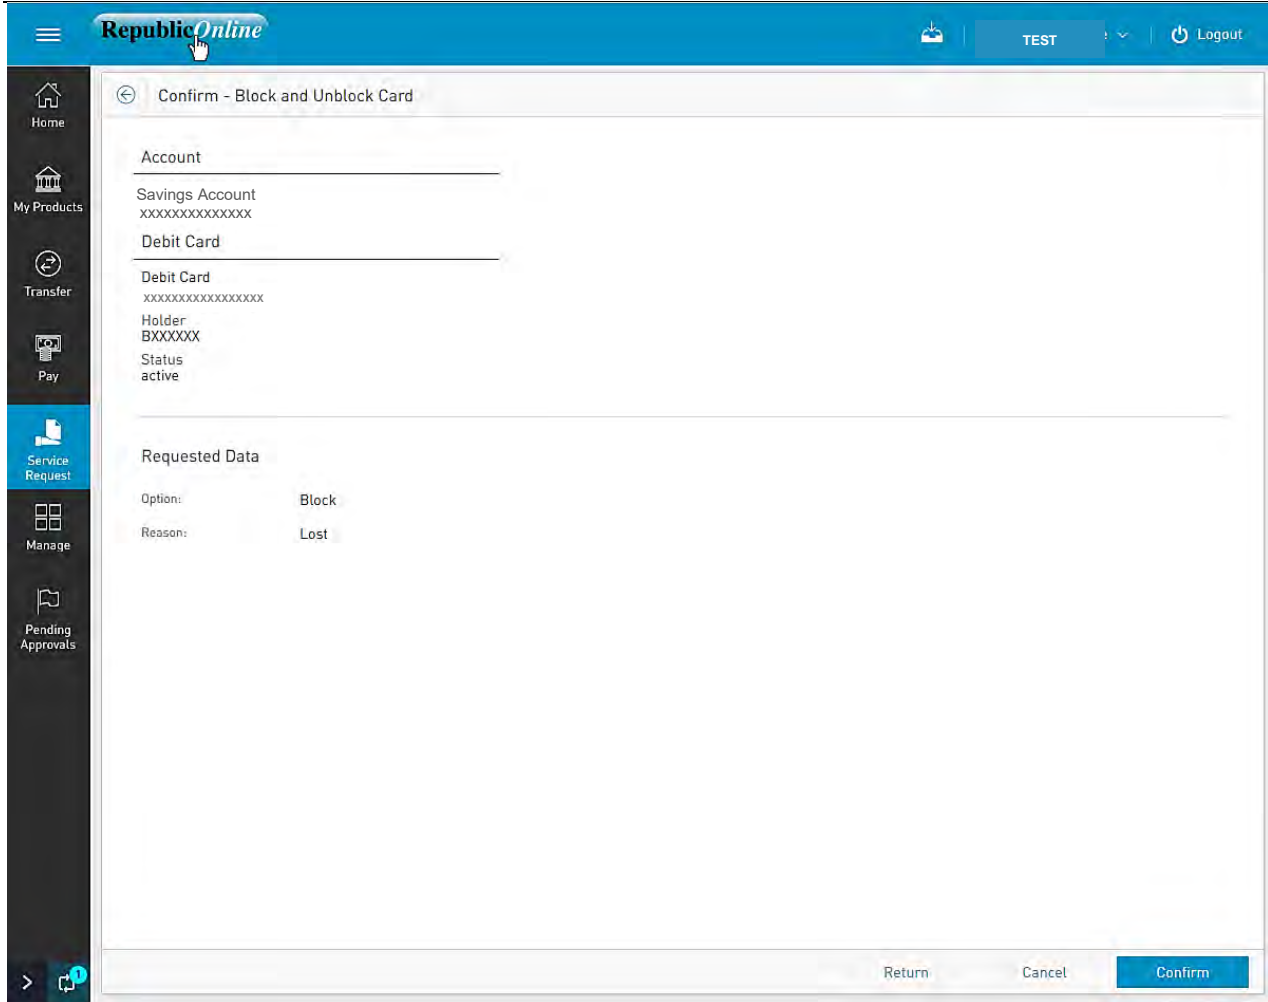 RepublicOnline
TEST
Logout
Home
My Products
Transfer
Pay
Service
Request
Manage
Pending
Approvals
Confirm - Block and Unblock Card
Account
Savings Account
xxxxxxxxxxxxxx
Debit Card
Debit Card
xxxxxxxxxxxxxxxxx
Holder
BXXXXXX
Status
active
Requested Data
Option: Block
Reason: Lost
1
Return Cancel Confirm